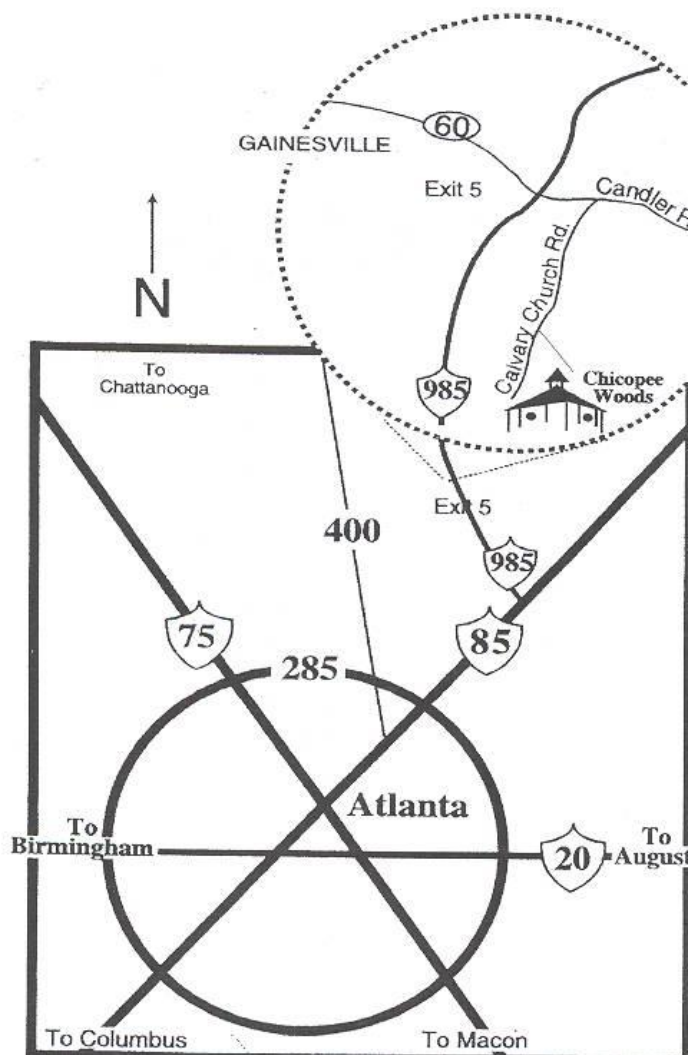 60
GAINESVILLE
Exit 5
Candler R
Calvary Church Rd.
N
To
Chattanooga
985
Chicopee
Woods
Exit 5
400
985
75
85
285
Atlanta
To
Birmingham
20
To
August
To Columbus
To Macon